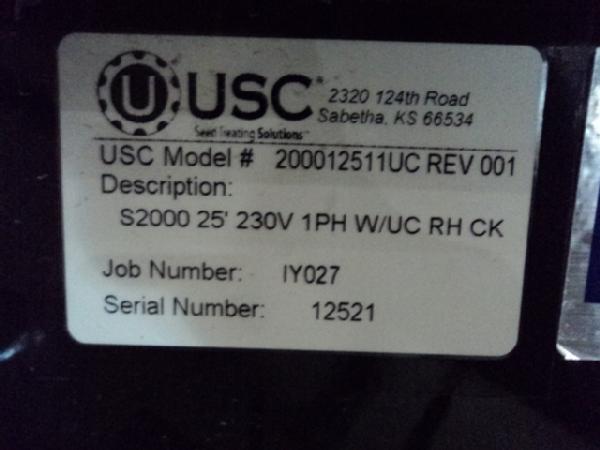 U USC® 2320 124th Road
Sabetha, KS 66534
Seed Treating Solutions™
USC Model # 200012511UC REV 001
Description:
S2000 25' 230V 1PH W/UC RH CK
Job Number: IY027
Serial Number: 12521